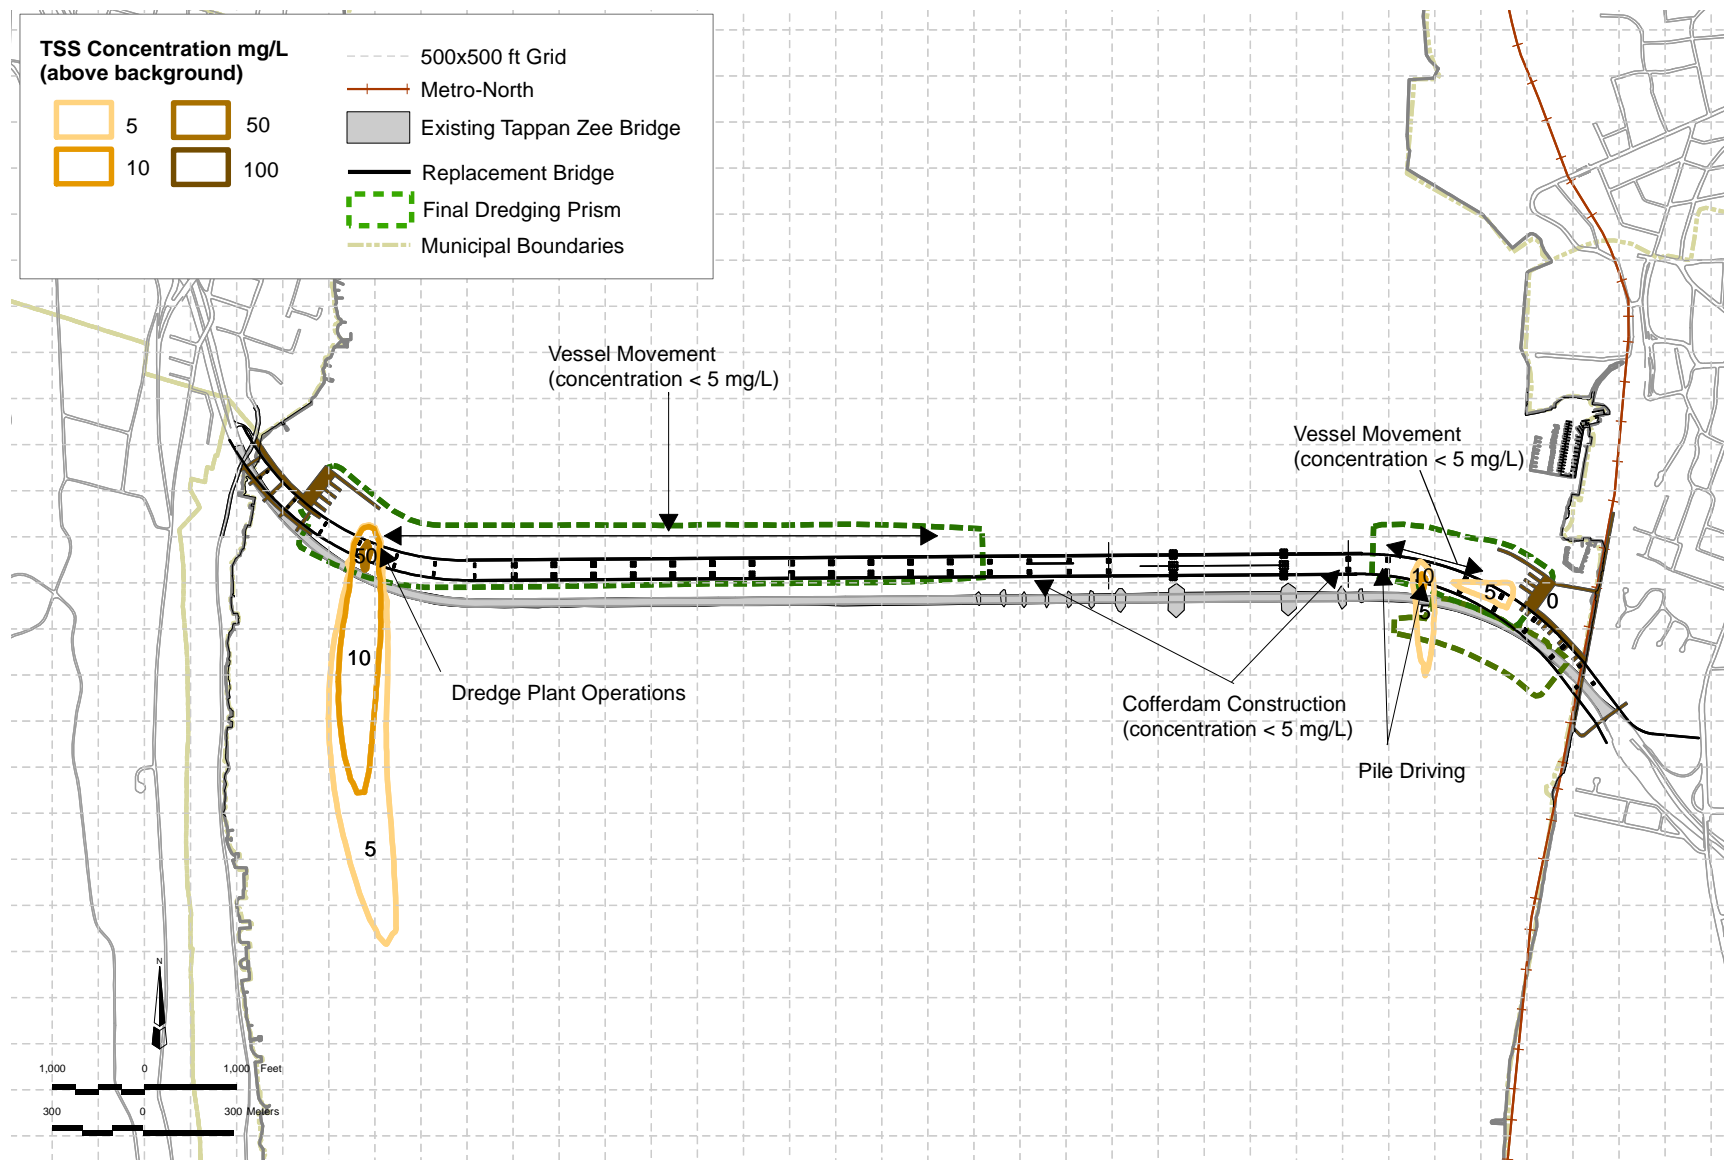 TSS Concentration mg/L
(above background)
5
50
10
100
500x500 ft Grid
Metro-North
Existing Tappan Zee Bridge
Replacement Bridge
Final Dredging Prism
Municipal Boundaries
Vessel Movement
(concentration < 5 mg/L)
Vessel Movement
(concentration < 5 mg/L)
50
10
5
0
5
10
Dredge Plant Operations
Cofferdam Construction
(concentration < 5 mg/L)
Pile Driving
5
N
1,000 0 1,000 Feet
300 0 300 Meters